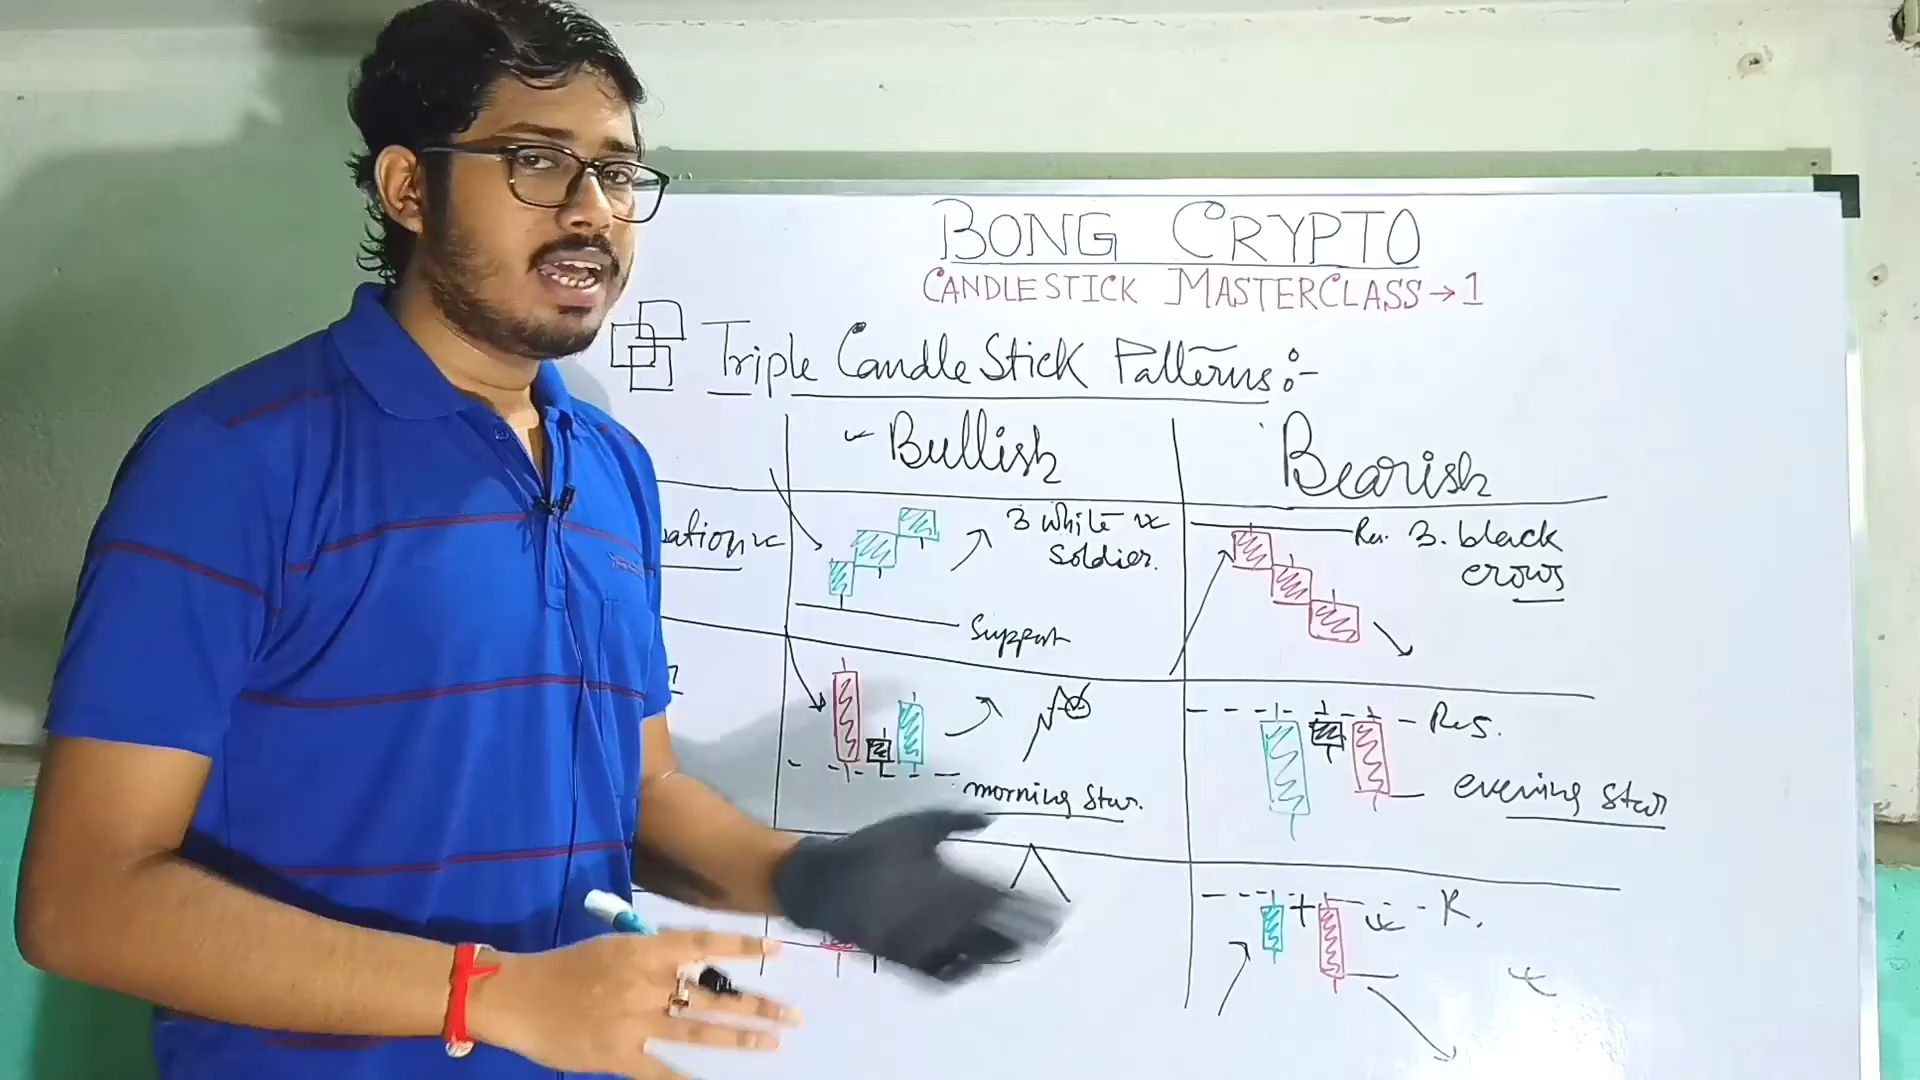 BONG CRYPTO
CANDLESTICK MASTERCLASS → 1
Triple Candle Stick Patterns :-
Bullish
Bearish
3 white
soldier.
Support
Res. 3. black
crows
morning Star.
Res.
evening Star
R.